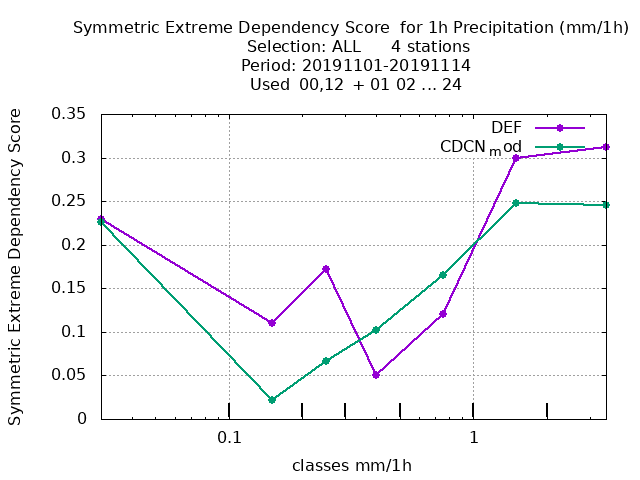 Symmetric Extreme Dependency Score  for 1h Precipitation (mm/1h)
Selection: ALL      4 stations
Period: 20191101-20191114
Used  00,12  + 01 02 ... 24
0.35
0.3
0.25
0.2
0.15
0.1
0.05
0
Symmetric Extreme Dependency Score
DEF
CDCNmod
0.1
1
classes mm/1h